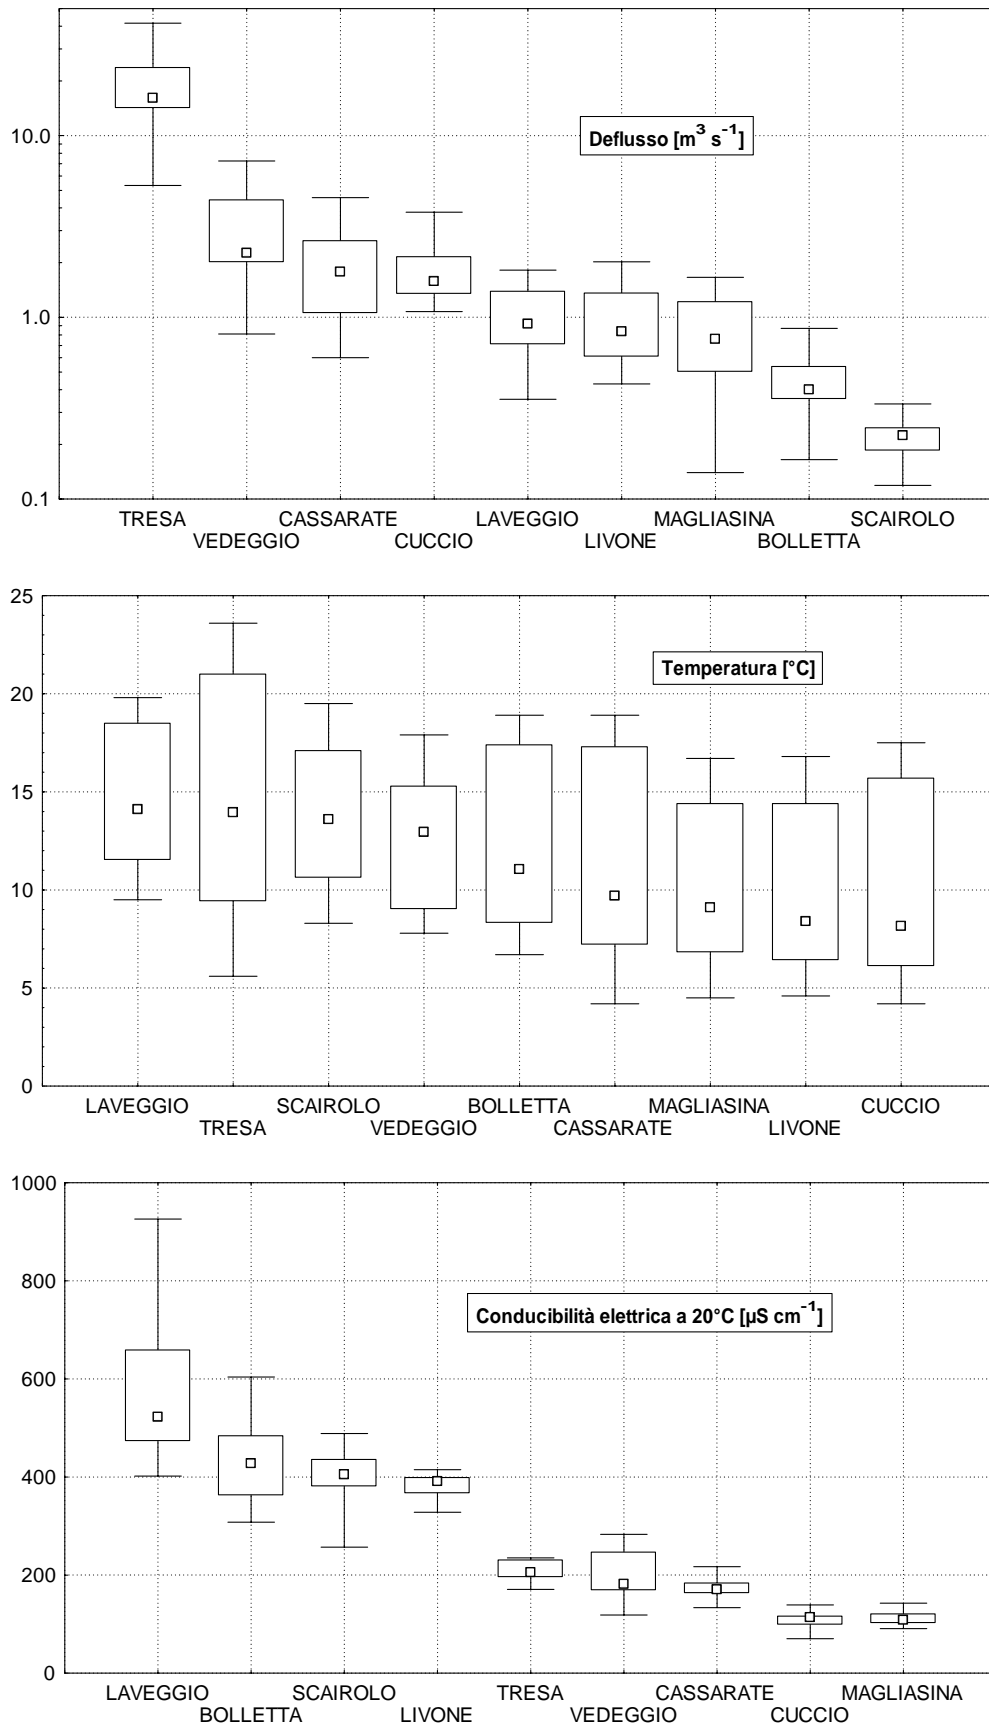 Deflusso [m³ s⁻¹]
10.0
1.0
0.1
TRESA CASSARATE LAVEGGIO MAGLIASINA SCAIROLO
VEDEGGIO CUCCIO LIVONE BOLLETTA
25
Temperatura [°C]
20
15
10
5
0
LAVEGGIO SCAIROLO BOLLETTA MAGLIASINA CUCCIO
TRESA VEDEGGIO CASSARATE LIVONE
1000
800
Conducibilità elettrica a 20°C [µS cm⁻¹]
600
400
200
0
LAVEGGIO SCAIROLO TRESA CASSARATE MAGLIASINA
BOLLETTA LIVONE VEDEGGIO CUCCIO